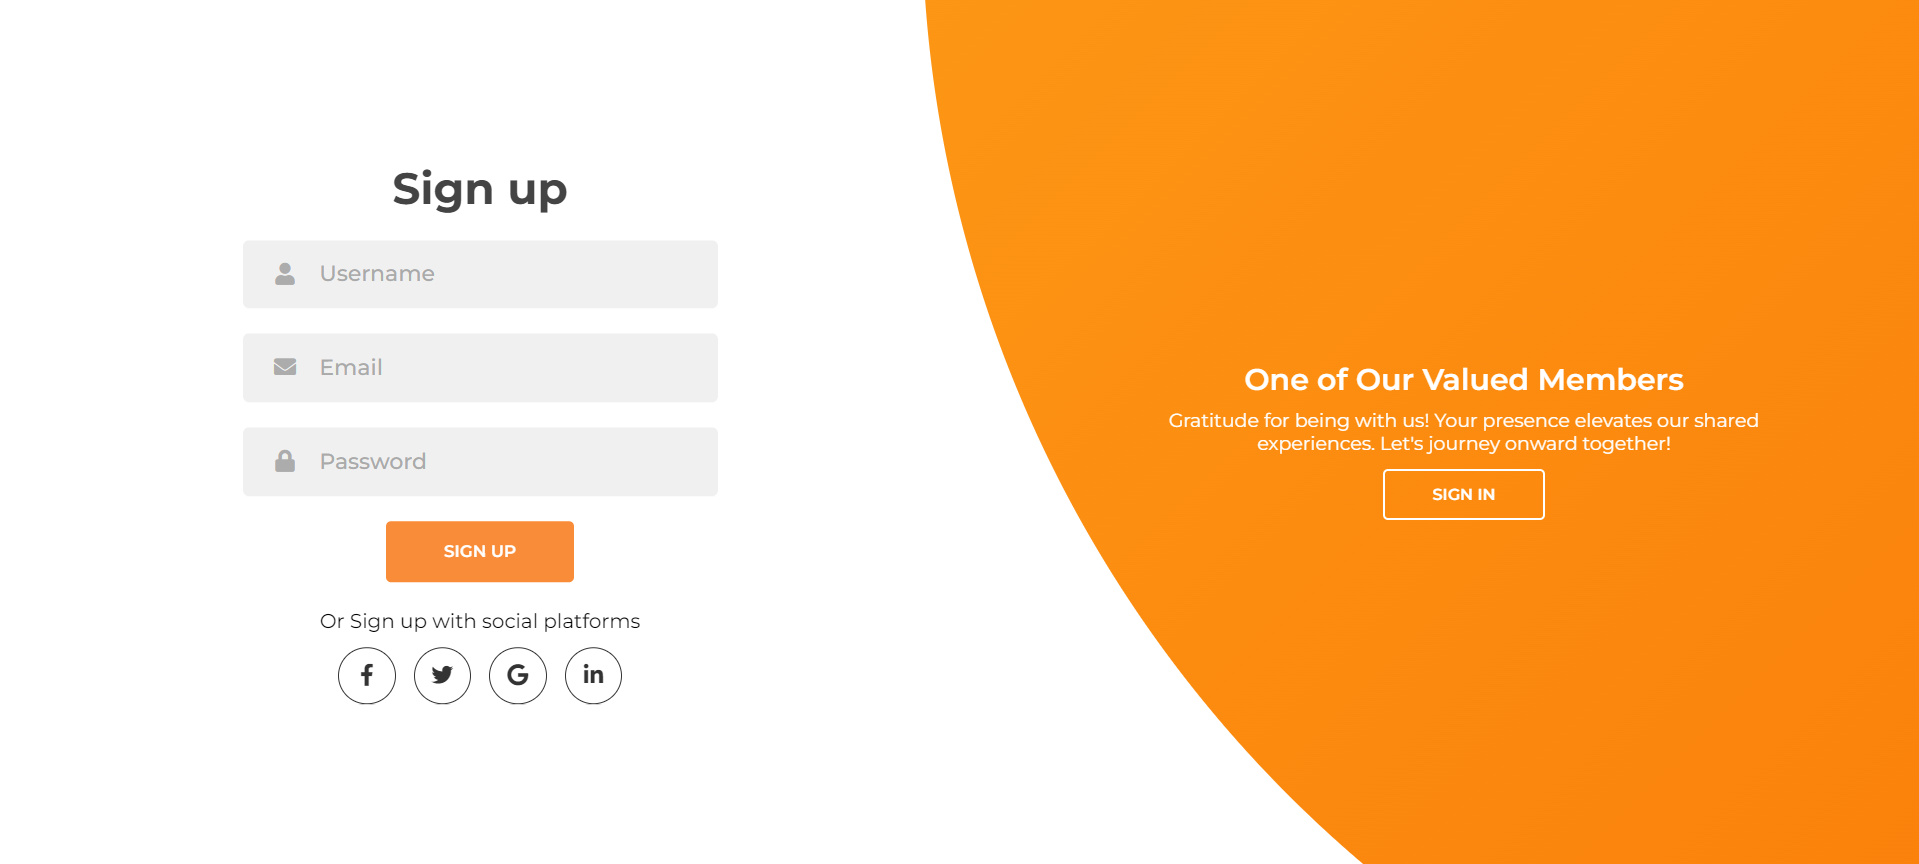 Sign up
Username
Email
Password
SIGN UP
Or Sign up with social platforms
One of Our Valued Members
Gratitude for being with us! Your presence elevates our shared
experiences. Let's journey onward together!
SIGN IN